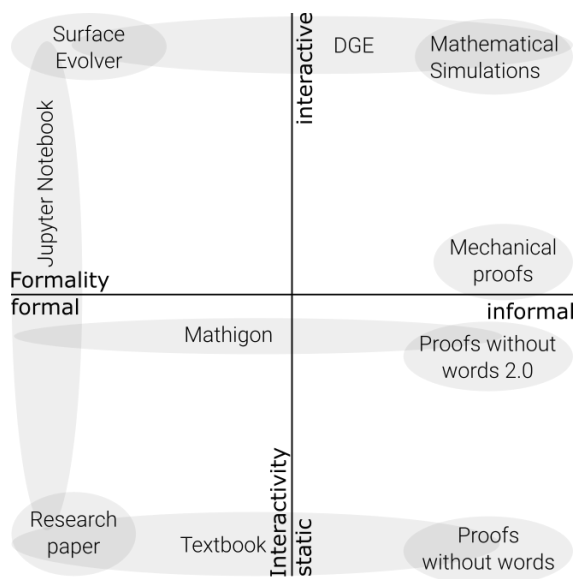 Surface
Evolver
DGE
Mathematical
Simulations
interactive
Jupyter Notebook
Mechanical
proofs
Formality
formal
informal
Mathigon
Proofs without
words 2.0
Interactivity
static
Research
paper
Textbook
Proofs
without words